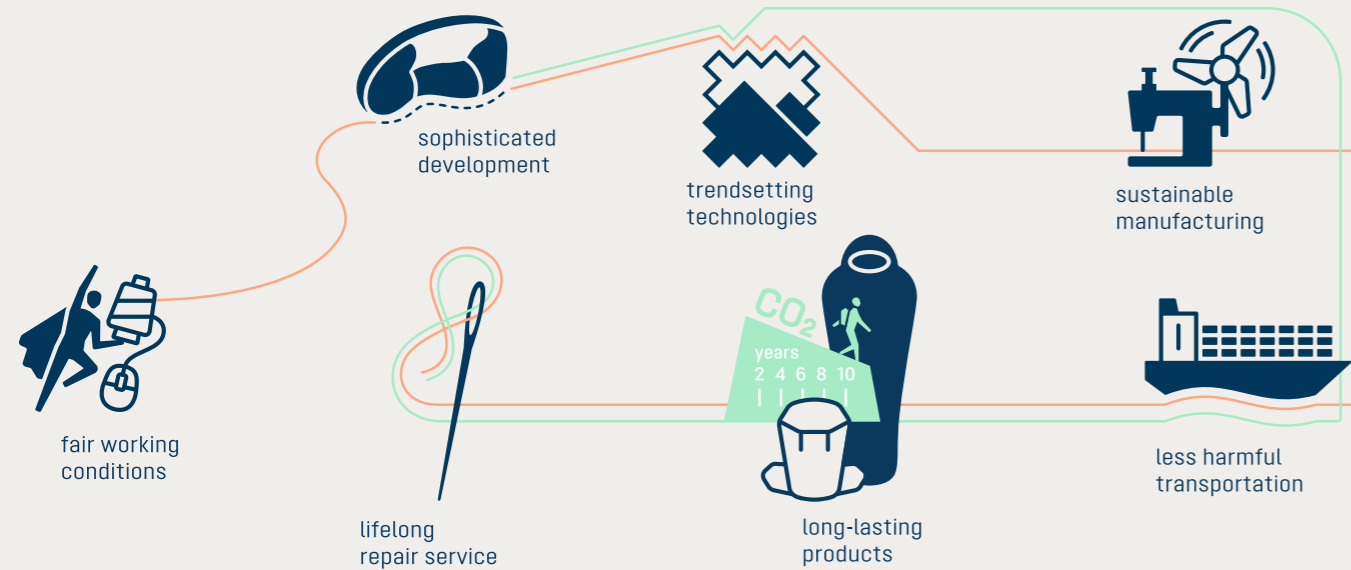 sophisticated
development
trendsetting
technologies
sustainable
manufacturing
fair working
conditions
lifelong
repair service
CO₂
years
2 4 6 8 10
long-lasting
products
less harmful
transportation